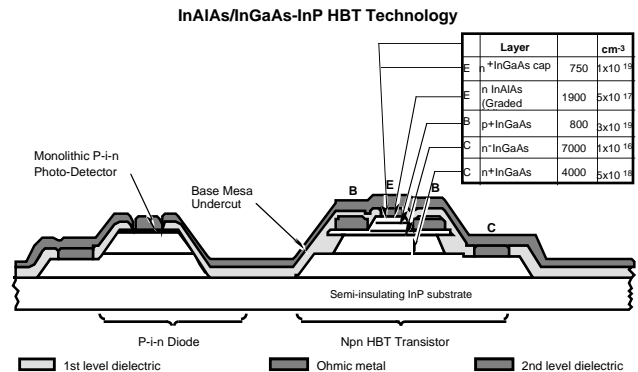 InAlAs/InGaAs-InP HBT Technology
Layer cm-3
E n+InGaAs cap 750 1x10 19
E n InAlAs (Graded 1900 5x10 17
B p+InGaAs 800 3x10 19
C n-InGaAs 7000 1x10 16
C n+InGaAs 4000 5x10 18
Monolithic P-i-n
Photo-Detector
Base Mesa
Undercut
B E B
C
Semi-insulating InP substrate
P-i-n Diode Npn HBT Transistor
1st level dielectric Ohmic metal 2nd level dielectric